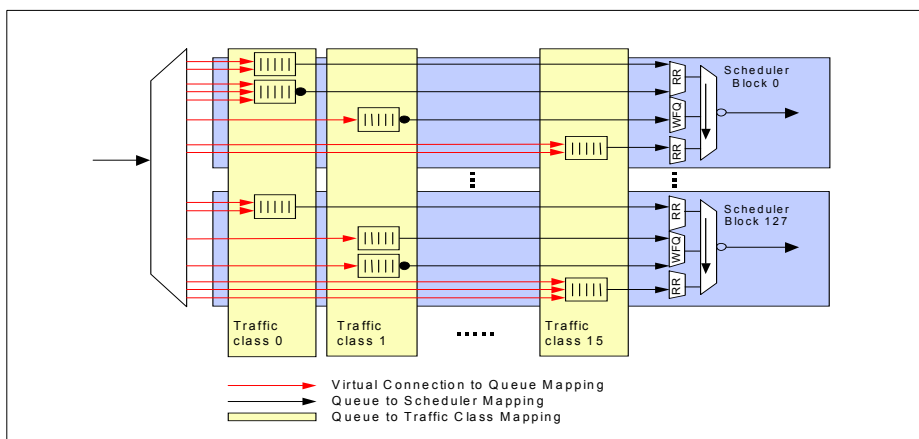 RR
Scheduler
Block 0
WFQ
RR
RR
Scheduler
Block 127
WFQ
RR
Traffic
class 0
Traffic
class 1
Traffic
class 15
Virtual Connection to Queue Mapping
Queue to Scheduler Mapping
Queue to Traffic Class Mapping